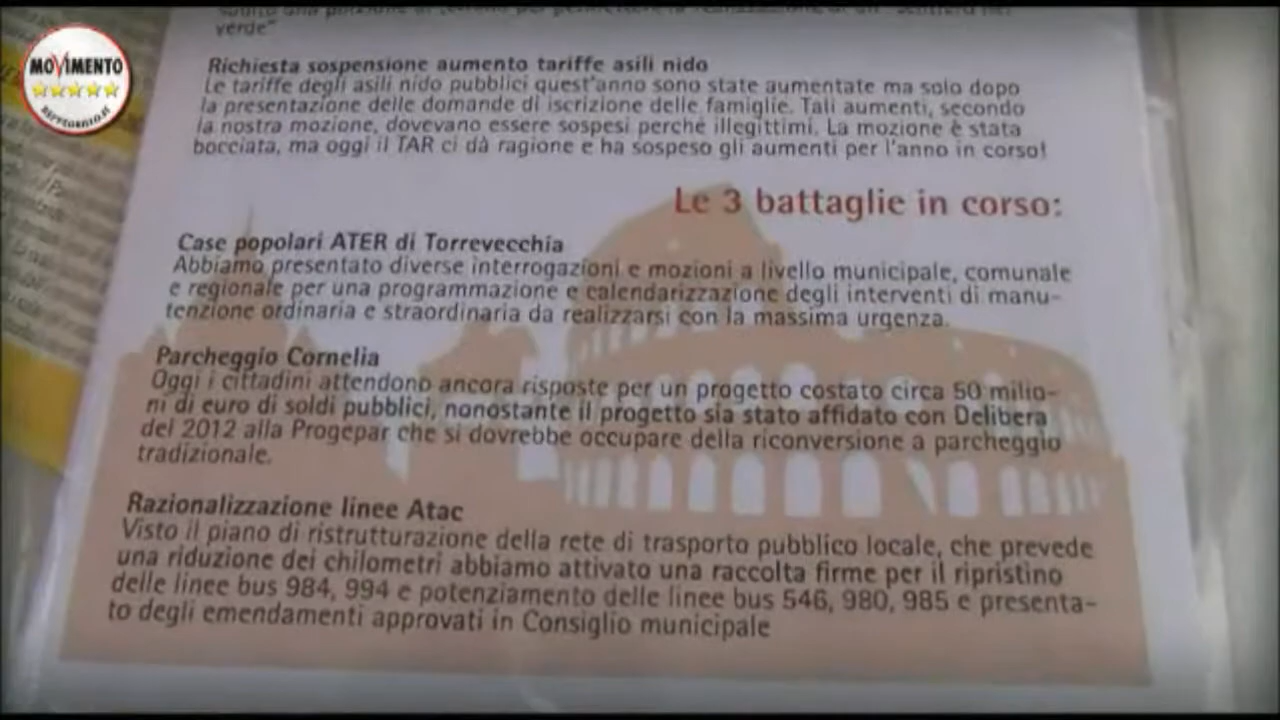 MOVIMENTO
BEPPEGRILLO.IT
verde"
Richiesta sospensione aumento tariffe asili nido
Le tariffe degli asili nido pubblici quest'anno sono state aumentate ma solo dopo
la presentazione delle domande di iscrizione delle famiglie. Tali aumenti, secondo
la nostra mozione, dovevano essere sospesi perché illegittimi. La mozione è stata
bocciata, ma oggi il TAR ci dà ragione e ha sospeso gli aumenti per l'anno in corso!
Le 3 battaglie in corso:
Case popolari ATER di Torrevecchia
Abbiamo presentato diverse interrogazioni e mozioni a livello municipale, comunale
e regionale per una programmazione e calendarizzazione degli interventi di manu-
tenzione ordinaria e straordinaria da realizzarsi con la massima urgenza.
Parcheggio Cornelia
Oggi i cittadini attendono ancora risposte per un progetto costato circa 50 milio-
ni di euro di soldi pubblici, nonostante il progetto sia stato affidato con Delibera
del 2012 alla Progepar che si dovrebbe occupare della riconversione a parcheggio
tradizionale.
Razionalizzazione linee Atac
Visto il piano di ristrutturazione della rete di trasporto pubblico locale, che prevede
una riduzione dei chilometri abbiamo attivato una raccolta firme per il ripristino
delle linee bus 984, 994 e potenziamento delle linee bus 546, 980, 985 e presenta-
to degli emendamenti approvati in Consiglio municipale